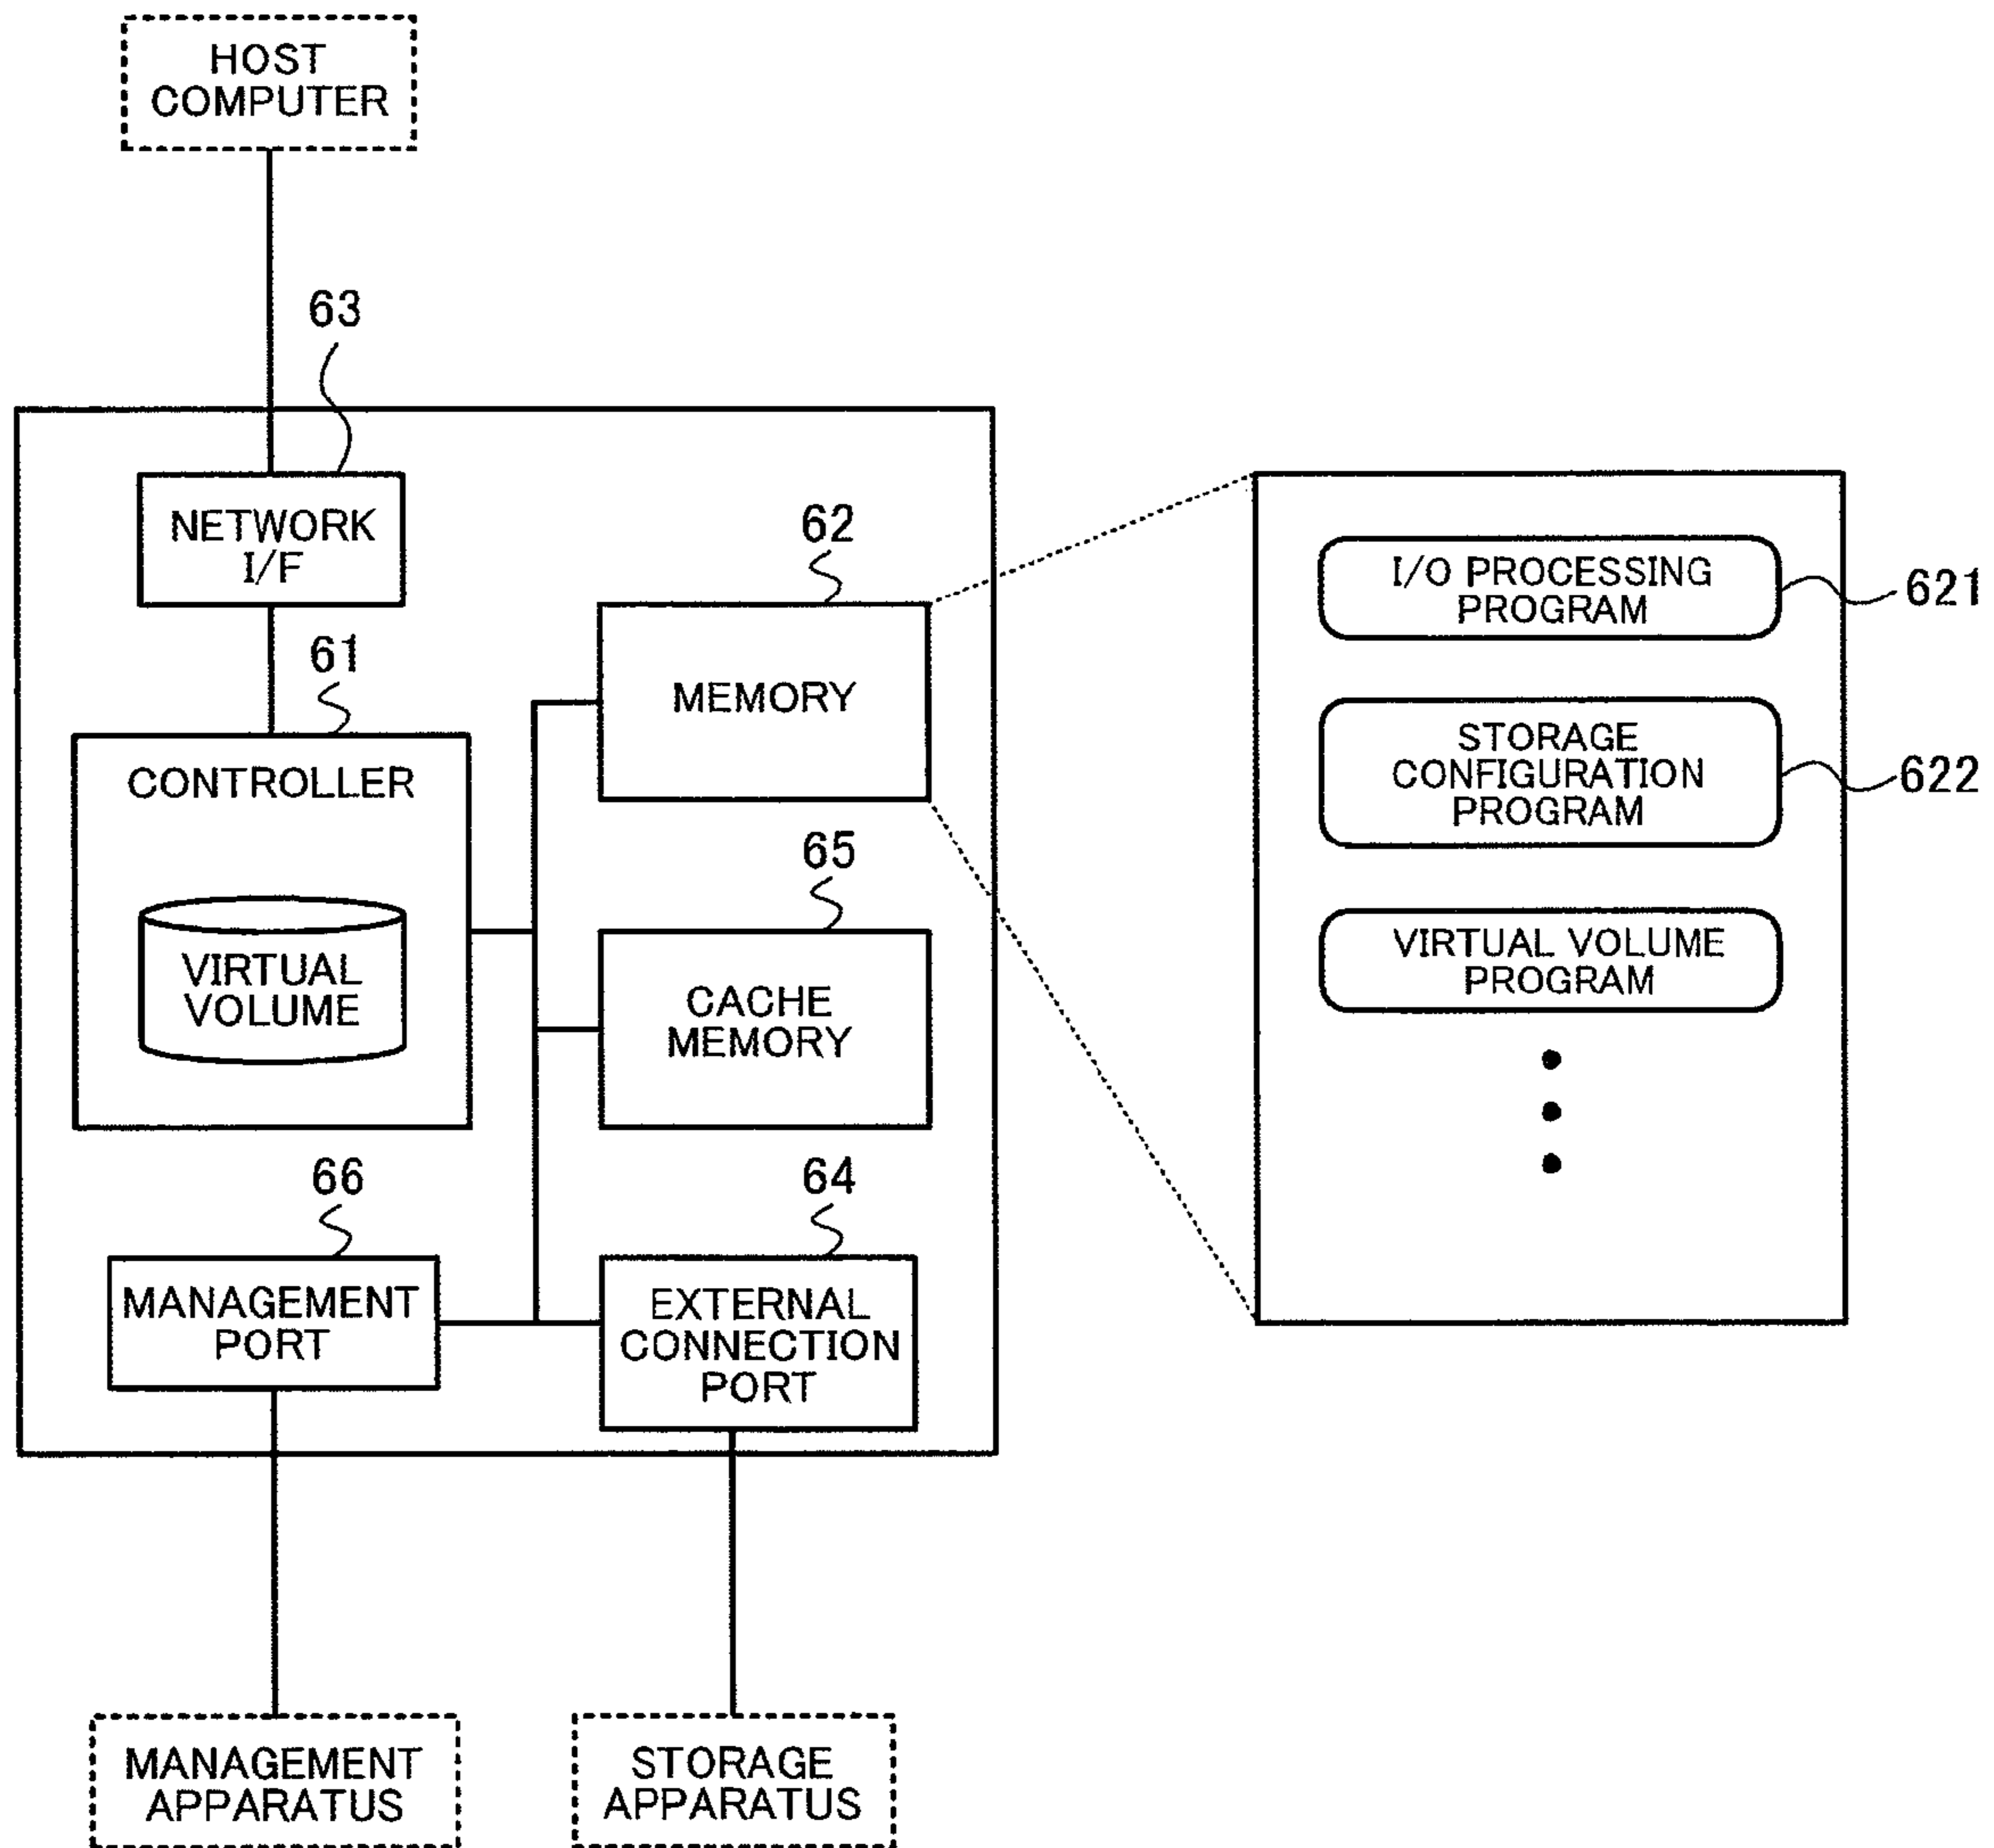 HOST
COMPUTER
63
NETWORK
I/F
62
MEMORY
61
CONTROLLER
VIRTUAL
VOLUME
65
CACHE
MEMORY
66
MANAGEMENT
PORT
64
EXTERNAL
CONNECTION
PORT
MANAGEMENT
APPARATUS
STORAGE
APPARATUS
I/O PROCESSING
PROGRAM
621
STORAGE
CONFIGURATION
PROGRAM
622
VIRTUAL VOLUME
PROGRAM